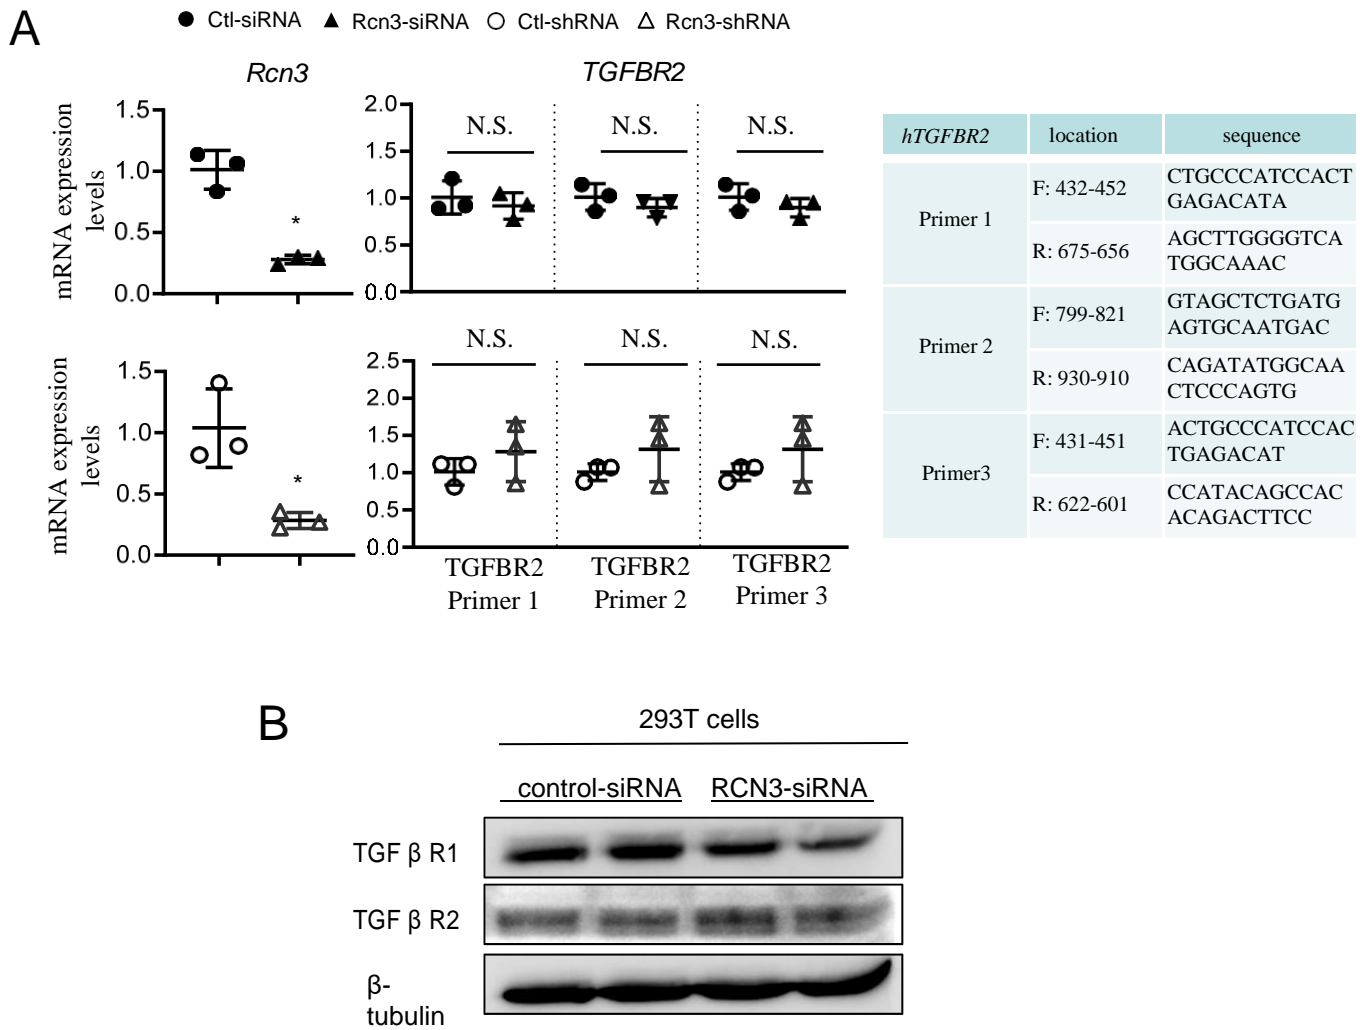 A
Ctl-siRNA Rcn3-siRNA Ctl-shRNA Rcn3-shRNA
Rcn3
TGFBR2
mRNA expression
levels
1.5
1.0
0.5
0.0
*
2.0
1.5
1.0
0.5
0.0
N.S.
N.S.
N.S.
mRNA expression
levels
1.5
1.0
0.5
0.0
*
2.5
2.0
1.5
1.0
0.5
0.0
N.S.
N.S.
N.S.
TGFBR2
Primer 1
TGFBR2
Primer 2
TGFBR2
Primer 3
hTGFBR2 location sequence
Primer 1
F: 432-452
CTGCCCATCCACT
GAGACATA
R: 675-656
AGCTTGGGGTCA
TGGCAAAC
Primer 2
F: 799-821
GTAGCTCTGATG
AGTGCAATGAC
R: 930-910
CAGATATGGCAA
CTCCCAGTG
Primer3
F: 431-451
ACTGCCCATCCAC
TGAGACAT
R: 622-601
CCATACAGCCAC
ACAGACTTCC
B
293T cells
control-siRNA RCN3-siRNA
TGF β R1
TGF β R2
β-
tubulin